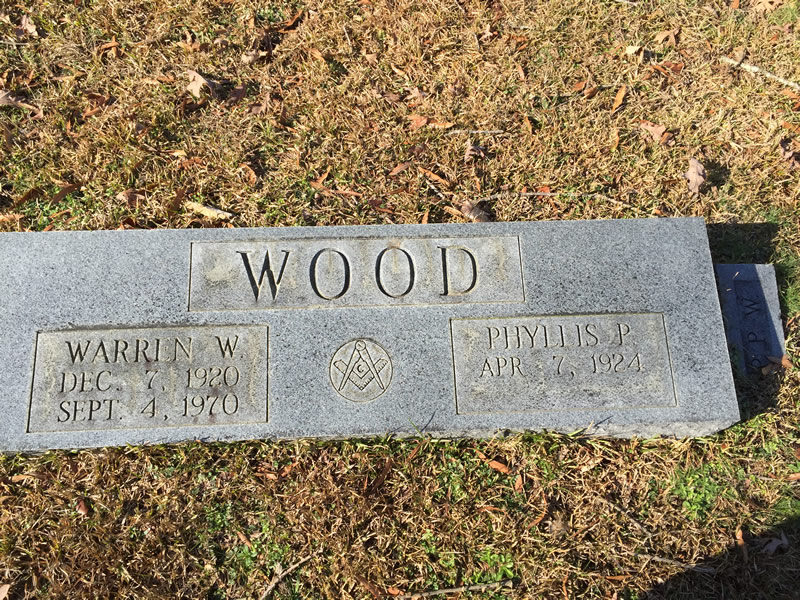 WOOD
WARREN W.
DEC. 7, 1920
SEPT. 4, 1970
G
PHYLLIS P.
APR. 7, 1924
P W